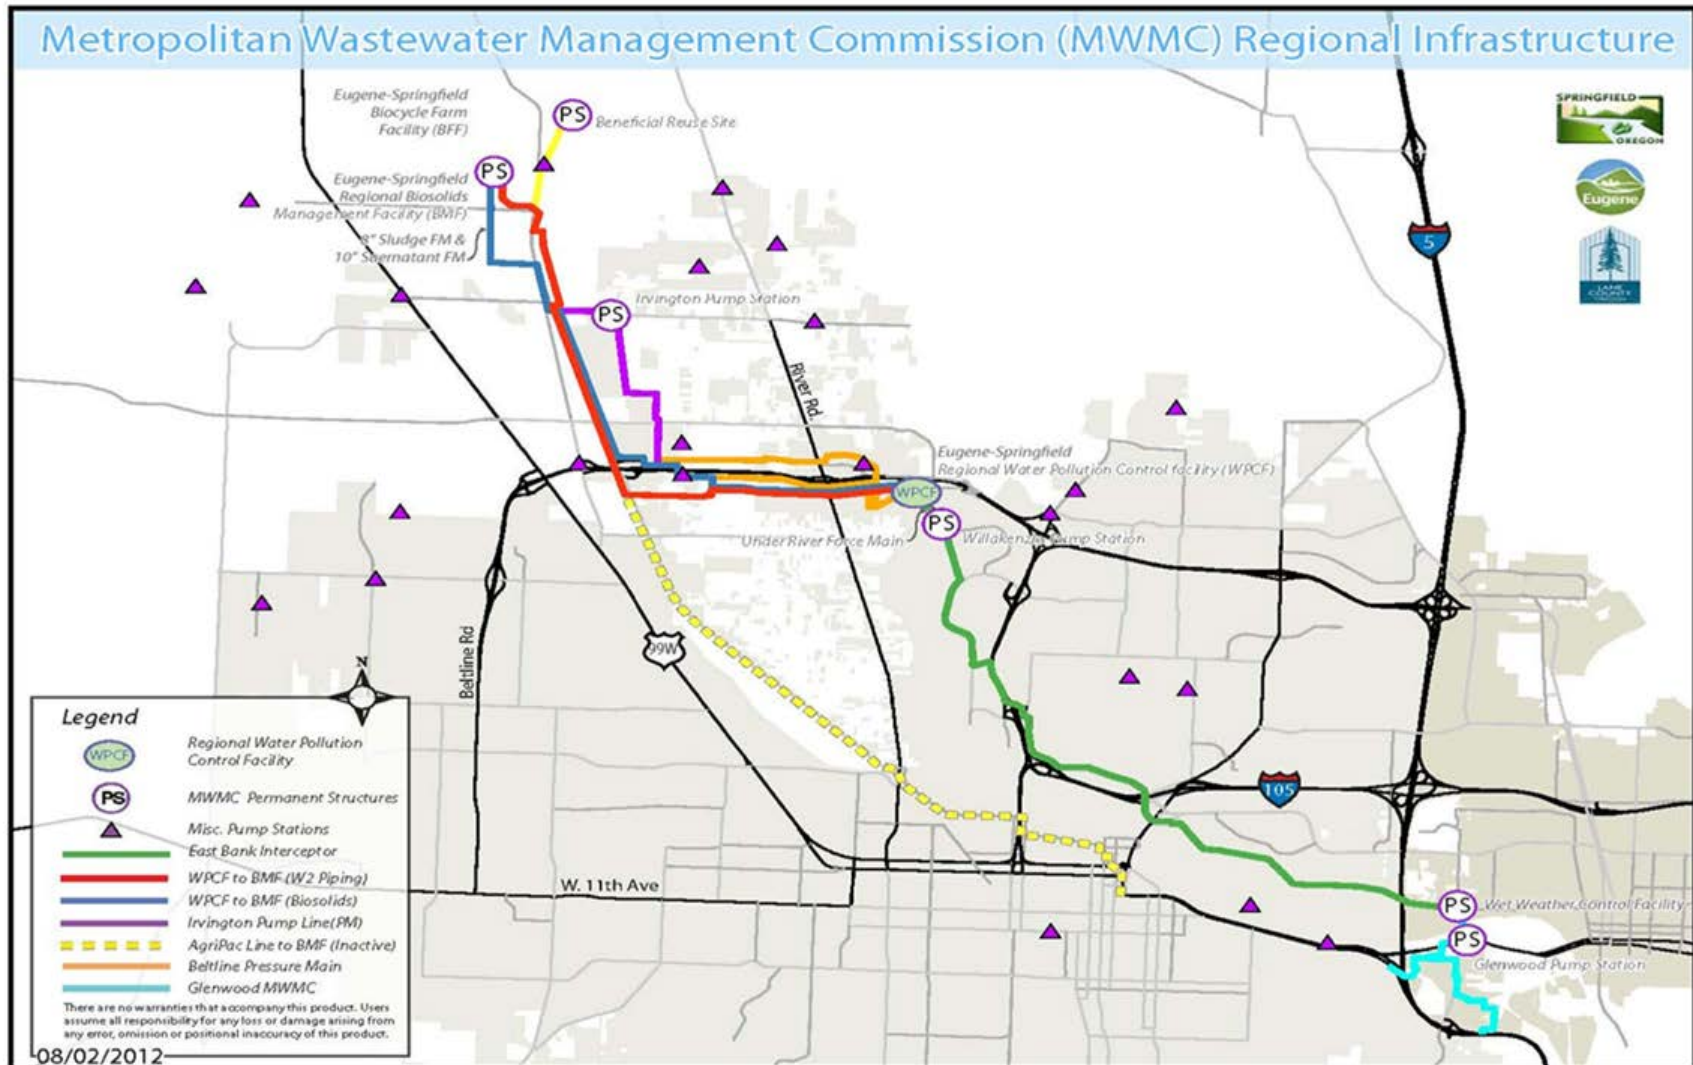 Metropolitan Wastewater Management Commission (MWMC) Regional Infrastructure
Eugene-Springfield
Biocycle Farm
Facility (BFF)
PS
Beneficial Reuse Site
SPRINGFIELD
OREGON
PS
Eugene-Springfield
Regional Biosolids
Management Facility (BMF)
Eugene
8" Sludge FM &
10" Supernatant FM
5
LANE
COUNTY
Irvington Pump Station
PS
River Rd.
Eugene-Springfield
Regional Water Pollution Control facility (WPCF)
WPCF
PS
Under River Force Main
Willakenzie Pump Station
Beltline Rd
99W
N
105
W. 11th Ave
PS
Wet Weather Control Facility
PS
Glenwood Pump Station
Legend
WPCF
Regional Water Pollution
Control Facility
PS
MWMC Permanent Structures
Misc. Pump Stations
East Bank Interceptor
WPCF to BMF (W2 Piping)
WPCF to BMF (Biosolids)
Irvington Pump Line(PM)
AgriPac Line to BMF (Inactive)
Beltline Pressure Main
Glenwood MWMC
There are no warranties that accompany this product. Users
assume all responsibility for any loss or damage arising from
any error, omission or positional inaccuracy of this product.
08/02/2012